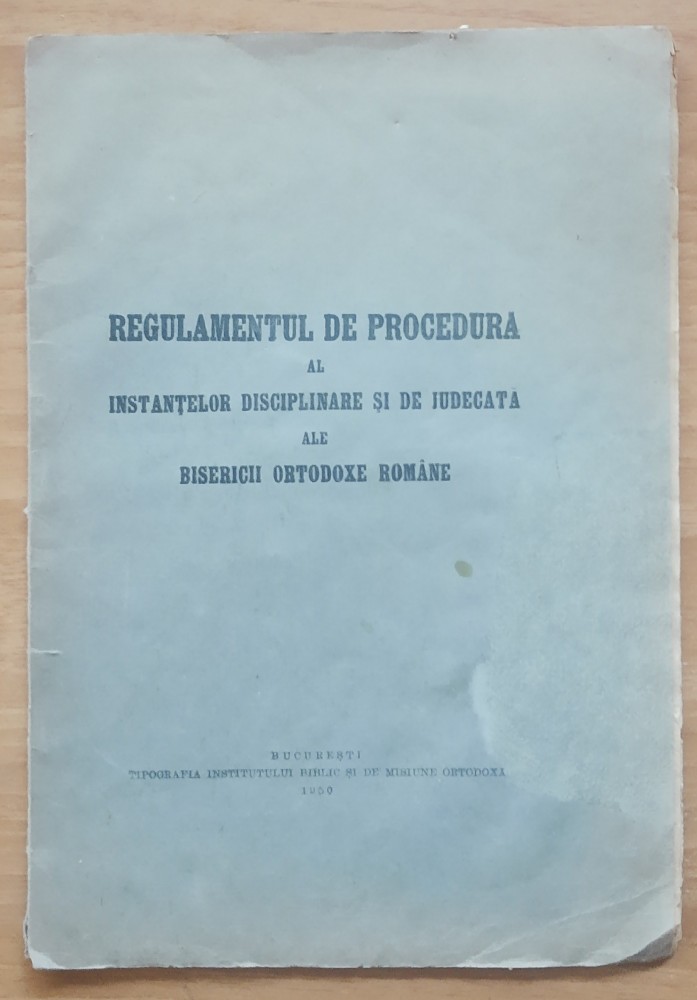 REGULAMENTUL DE PROCEDURA
AL
INSTANȚELOR DISCIPLINARE ȘI DE JUDECATĂ
ALE
BISERICII ORTODOXE ROMÂNE
BUCUREȘTI
TIPOGRAFIA INSTITUTULUI BIBLIC ȘI DE MISIUNE ORTODOXĂ
1950